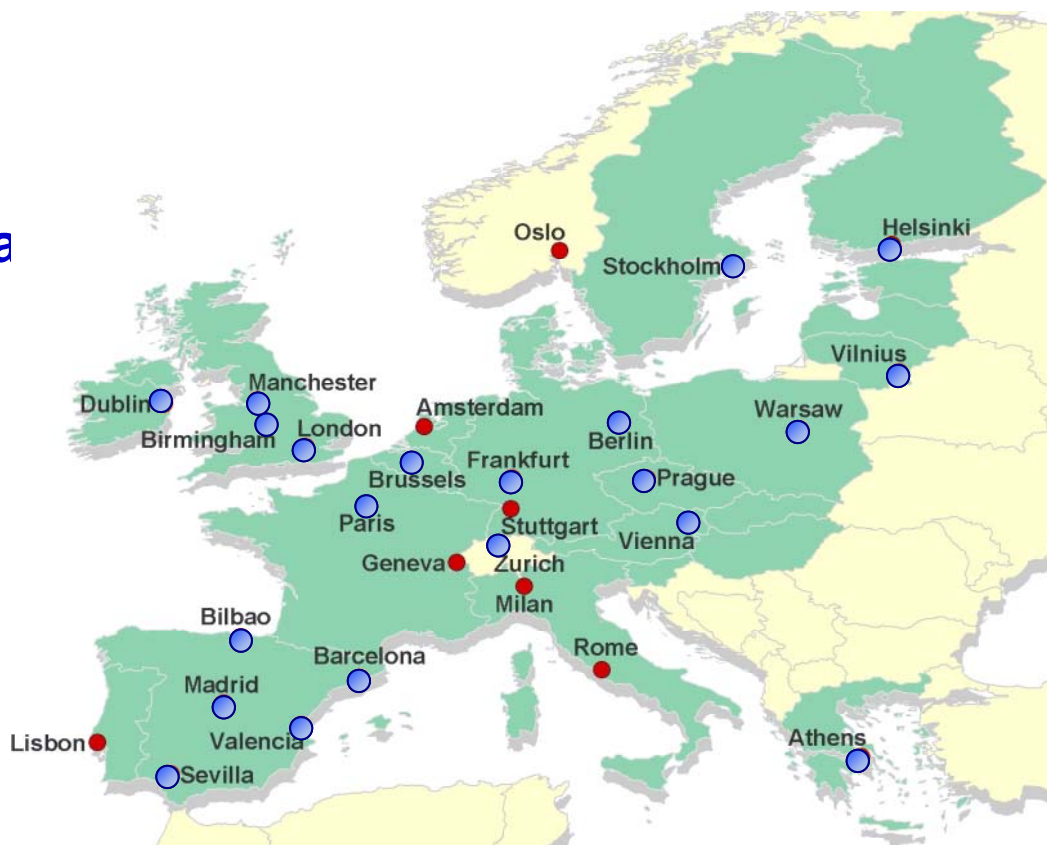 Oslo
Helsinki
a
Stockholm
Vilnius
Manchester
Dublin
Amsterdam
Warsaw
Birmingham
London
Berlin
Frankfurt
Brussels
Prague
Paris
Stuttgart
Vienna
Geneva
Zurich
Milan
Bilbao
Rome
Barcelona
Madrid
Lisbon
Valencia
Athens
Sevilla